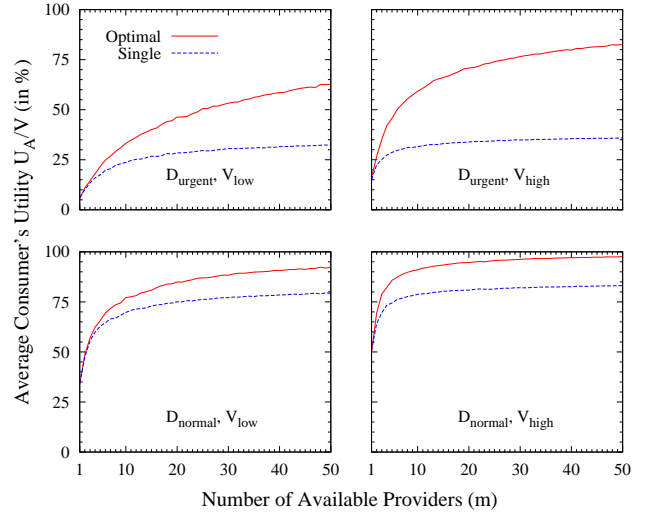 Average Consumer's Utility U_A/V (in %)
100
75
50
25
0
Optimal
Single
D_urgent, V_low
D_urgent, V_high
100
75
50
25
0
D_normal, V_low
D_normal, V_high
1 10 20 30 40 50
1 10 20 30 40 50
Number of Available Providers (m)